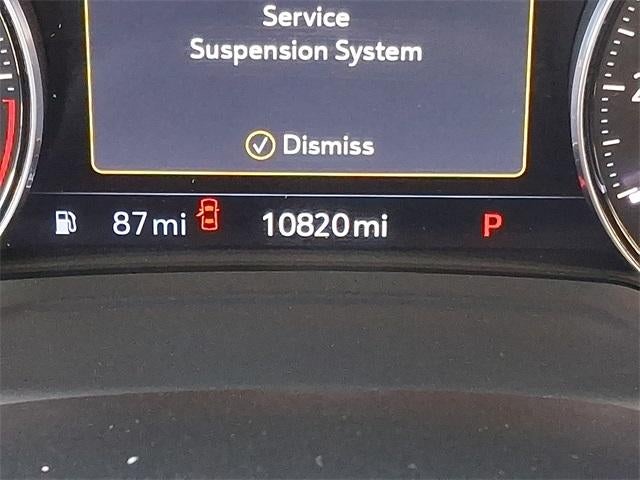 Service
Suspension System
Dismiss
87 mi 10820 mi P